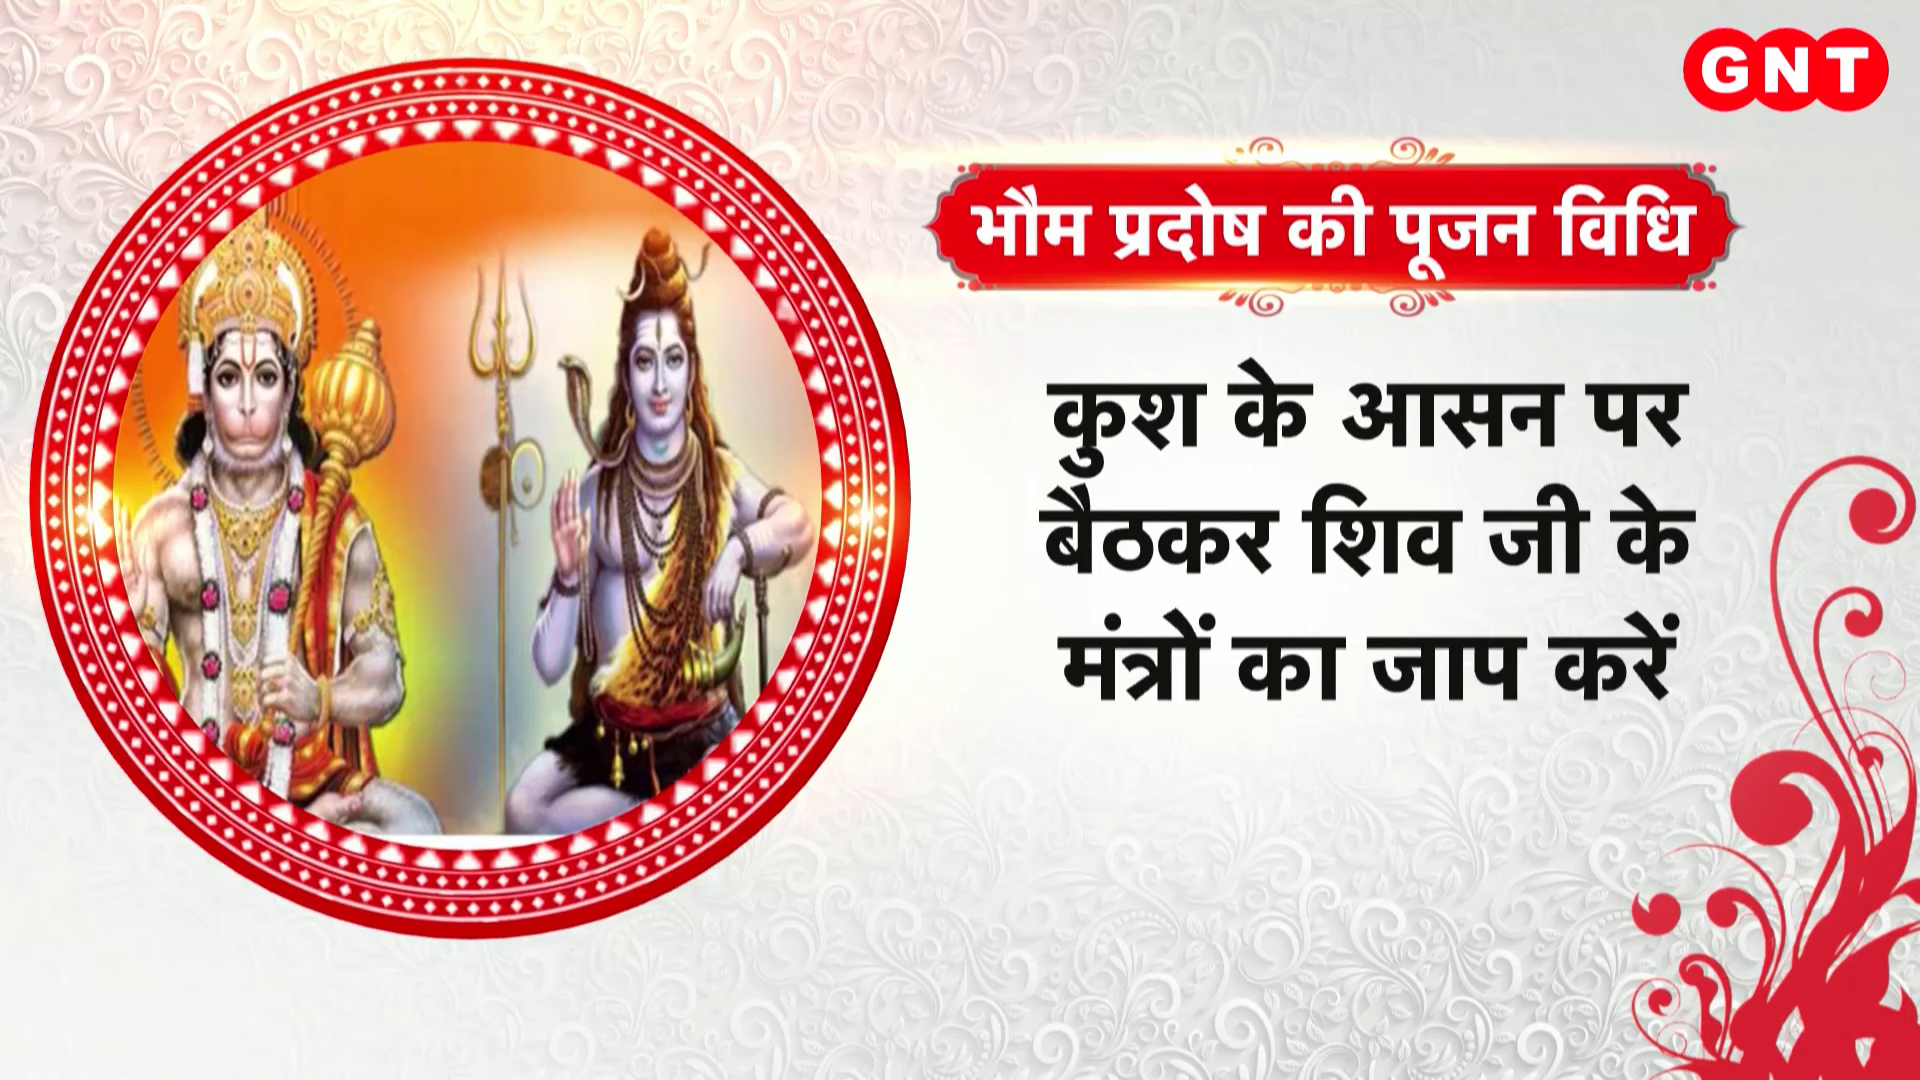 GNT
भौम प्रदोष की पूजन विधि
कुश के आसन पर
बैठकर शिव जी के
मंत्रों का जाप करें